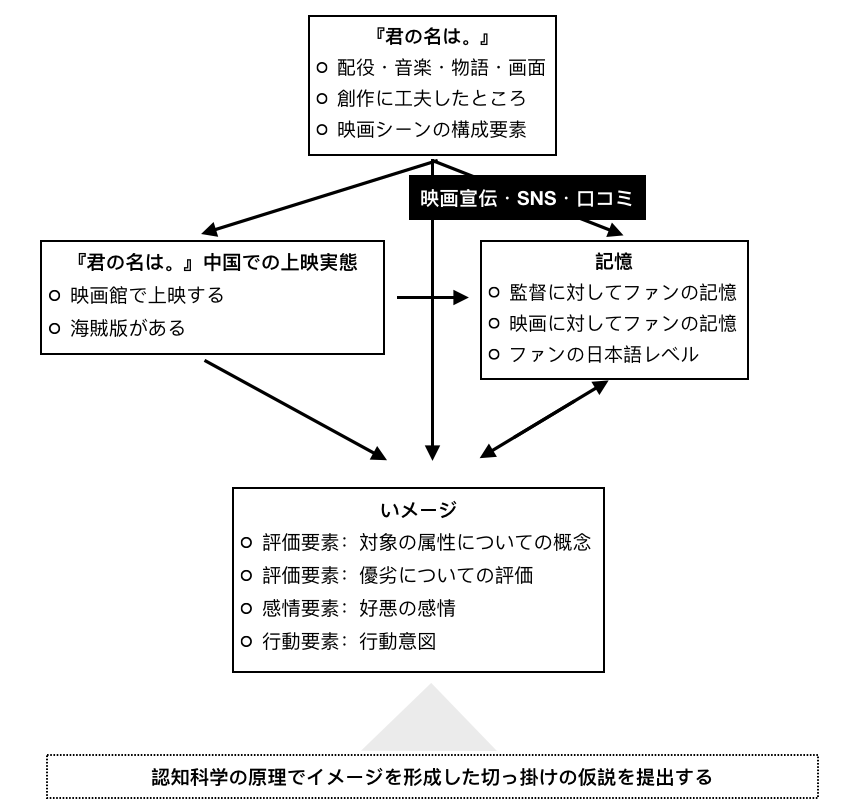 『君の名は。』
配役・音楽・物語・画面
創作に工夫したところ
映画シーンの構成要素
映画宣伝・SNS・口コミ
『君の名は。』中国での上映実態
映画館で上映する
海賊版がある
記憶
監督に対してファンの記憶
映画に対してファンの記憶
ファンの日本語レベル
いメージ
評価要素：対象の属性についての概念
評価要素：優劣についての評価
感情要素：好悪の感情
行動要素：行動意図
認知科学の原理でイメージを形成した切っ掛けの仮説を提出する